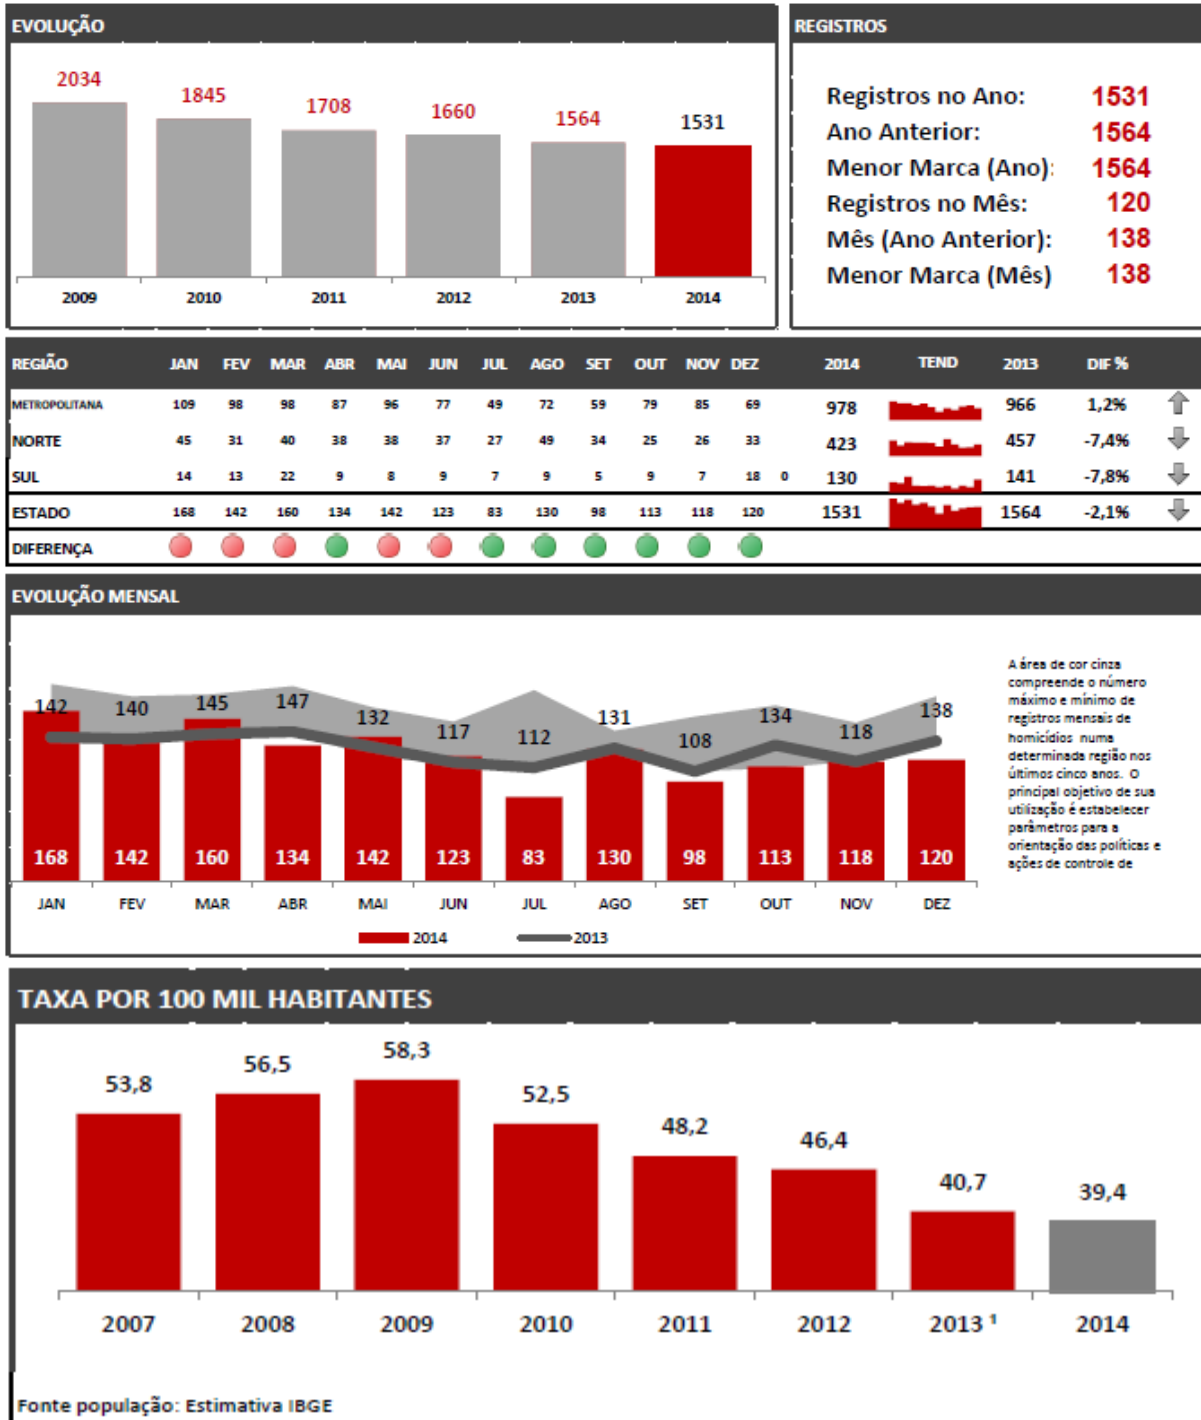 EVOLUÇÃO
2034
1845
1708
1660
1564
1531
2009 2010 2011 2012 2013 2014
REGISTROS
Registros no Ano: 1531
Ano Anterior: 1564
Menor Marca (Ano): 1564
Registros no Mês: 120
Mês (Ano Anterior): 138
Menor Marca (Mês) 138
REGIÃO JAN FEV MAR ABR MAI JUN JUL AGO SET OUT NOV DEZ 2014 TEND 2013 DIF %
METROPOLITANA 109 98 98 87 96 77 49 72 59 79 85 69 978 966 1,2%
NORTE 45 31 40 38 38 37 27 49 34 25 26 33 423 457 -7,4%
SUL 14 13 22 9 8 9 7 9 5 9 7 18 0 130 141 -7,8%
ESTADO 168 142 160 134 142 123 83 130 98 113 118 120 1531 1564 -2,1%
DIFERENÇA
EVOLUÇÃO MENSAL
142 140 145 147 132 117 112 131 108 134 118 138
168 142 160 134 142 123 83 130 98 113 118 120
JAN FEV MAR ABR MAI JUN JUL AGO SET OUT NOV DEZ
2014 2013
A área de cor cinza
compreende o número
máximo e mínimo de
registros mensais de
homicídios numa
determinada região nos
últimos cinco anos. O
principal objetivo de sua
utilização é estabelecer
parâmetros para a
orientação das políticas e
ações de controle de
TAXA POR 100 MIL HABITANTES
53,8
56,5
58,3
52,5
48,2
46,4
40,7
39,4
2007 2008 2009 2010 2011 2012 2013 ¹ 2014
Fonte população: Estimativa IBGE